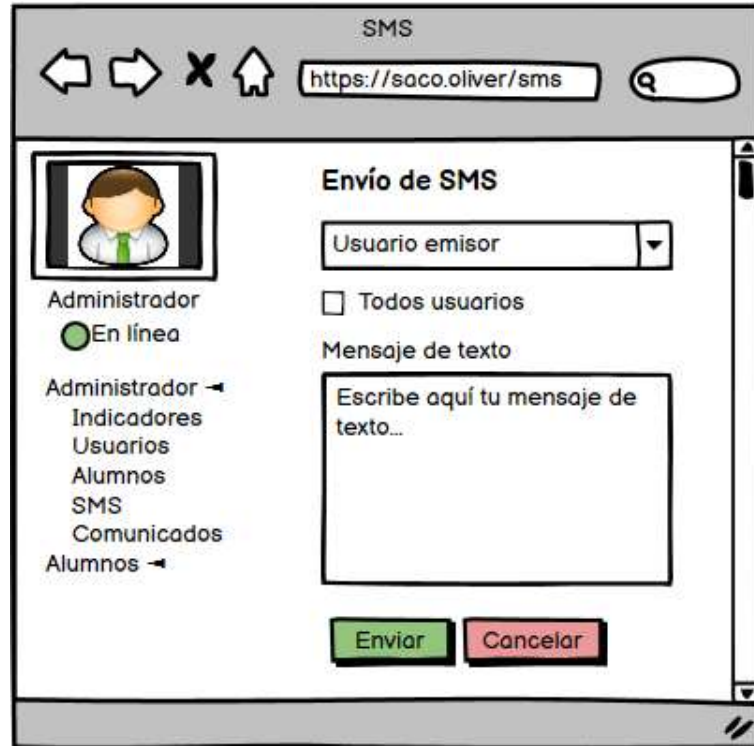 SMS
https://saco.oliver/sms
Administrador
En línea
Administrador
Indicadores
Usuarios
Alumnos
SMS
Comunicados
Alumnos
Envío de SMS
Usuario emisor
Todos usuarios
Mensaje de texto
Escribe aquí tu mensaje de
texto...
Enviar
Cancelar